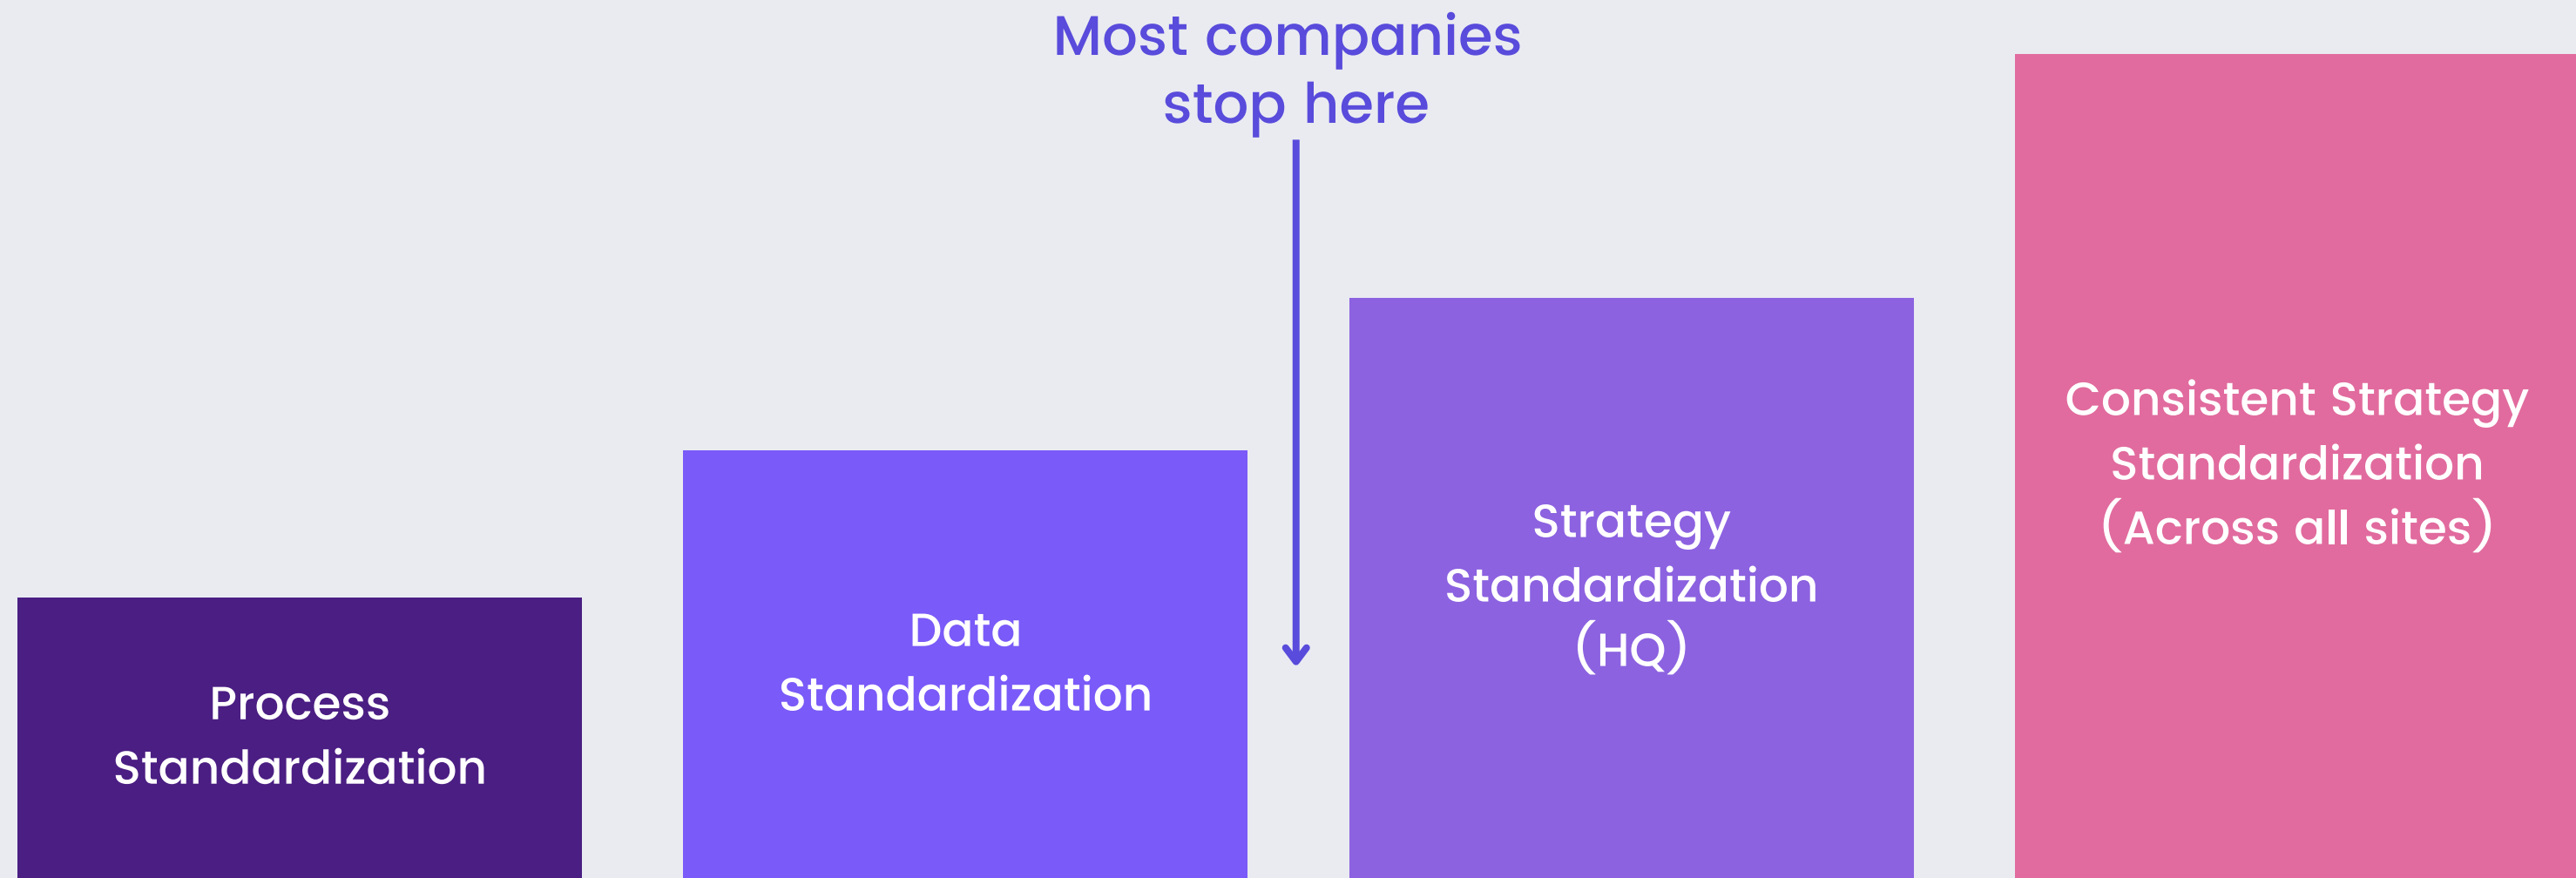 Most companies
stop here
Process
Standardization
Data
Standardization
Strategy
Standardization
(HQ)
Consistent Strategy
Standardization
(Across all sites)